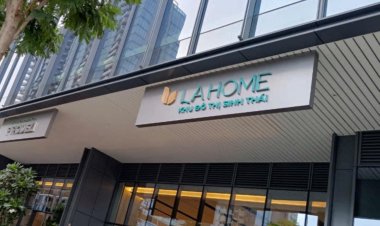 LA HOME
KHU ĐÔ THỊ SINH THÁI